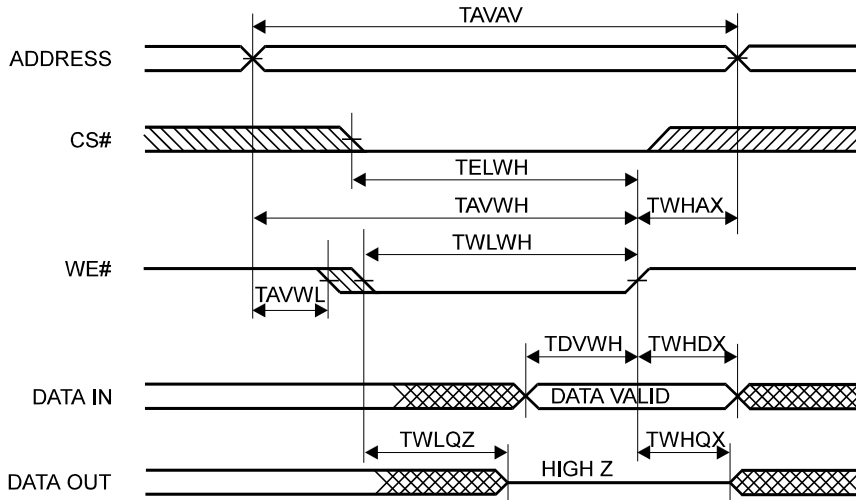 TAVAV
ADDRESS
CS#
TELWH
TAVWH
TWHAX
TWLWH
WE#
TAVWL
TDVWH
TWHDX
DATA IN
DATA VALID
TWLQZ
TWHQX
DATA OUT
HIGH Z